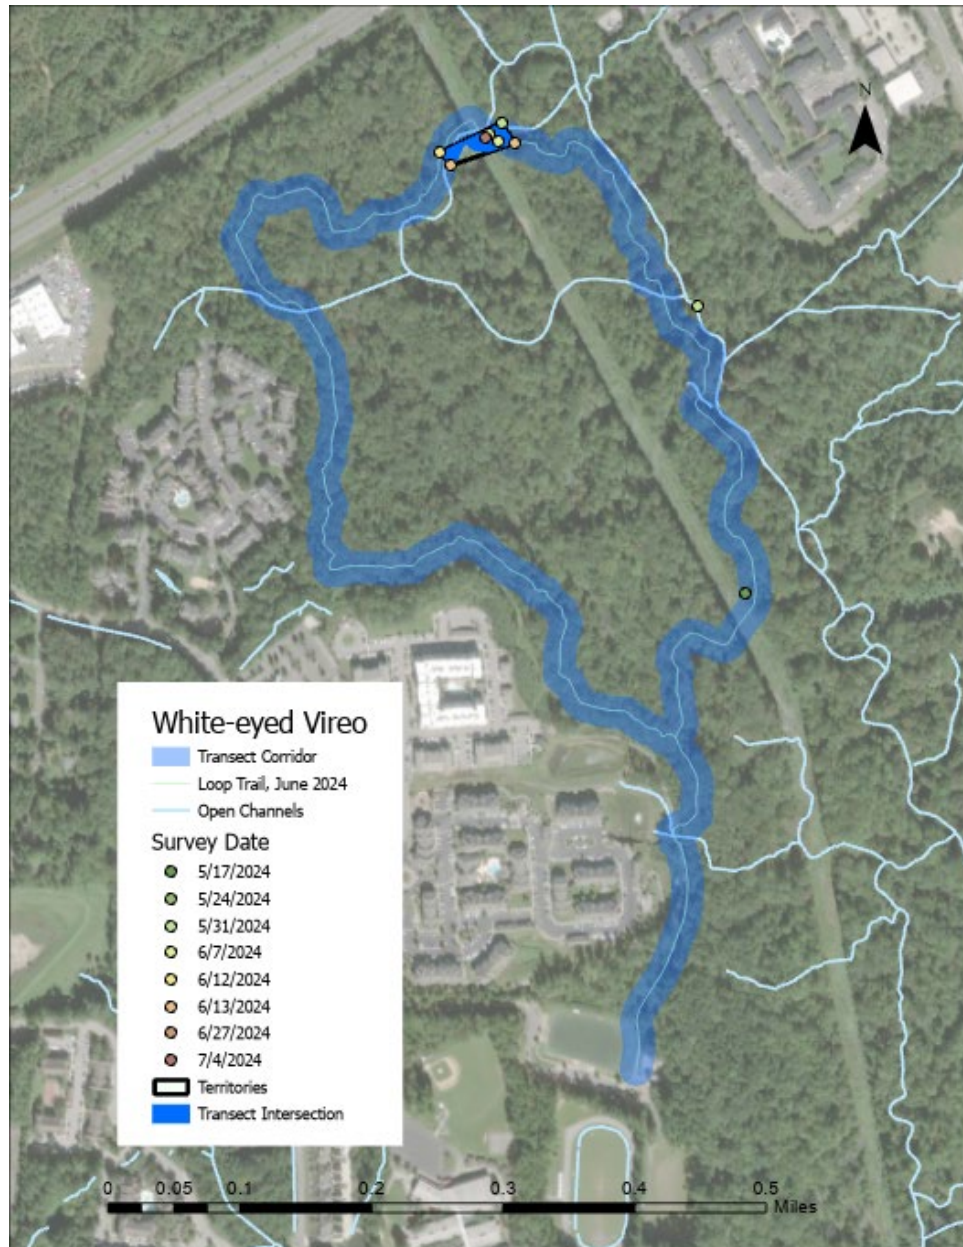 N
White-eyed Vireo
Transect Corridor
Loop Trail, June 2024
Open Channels
Survey Date
5/17/2024
5/24/2024
5/31/2024
6/7/2024
6/12/2024
6/13/2024
6/27/2024
7/4/2024
Territories
Transect Intersection
0 0.05 0.1 0.2 0.3 0.4 0.5
Miles